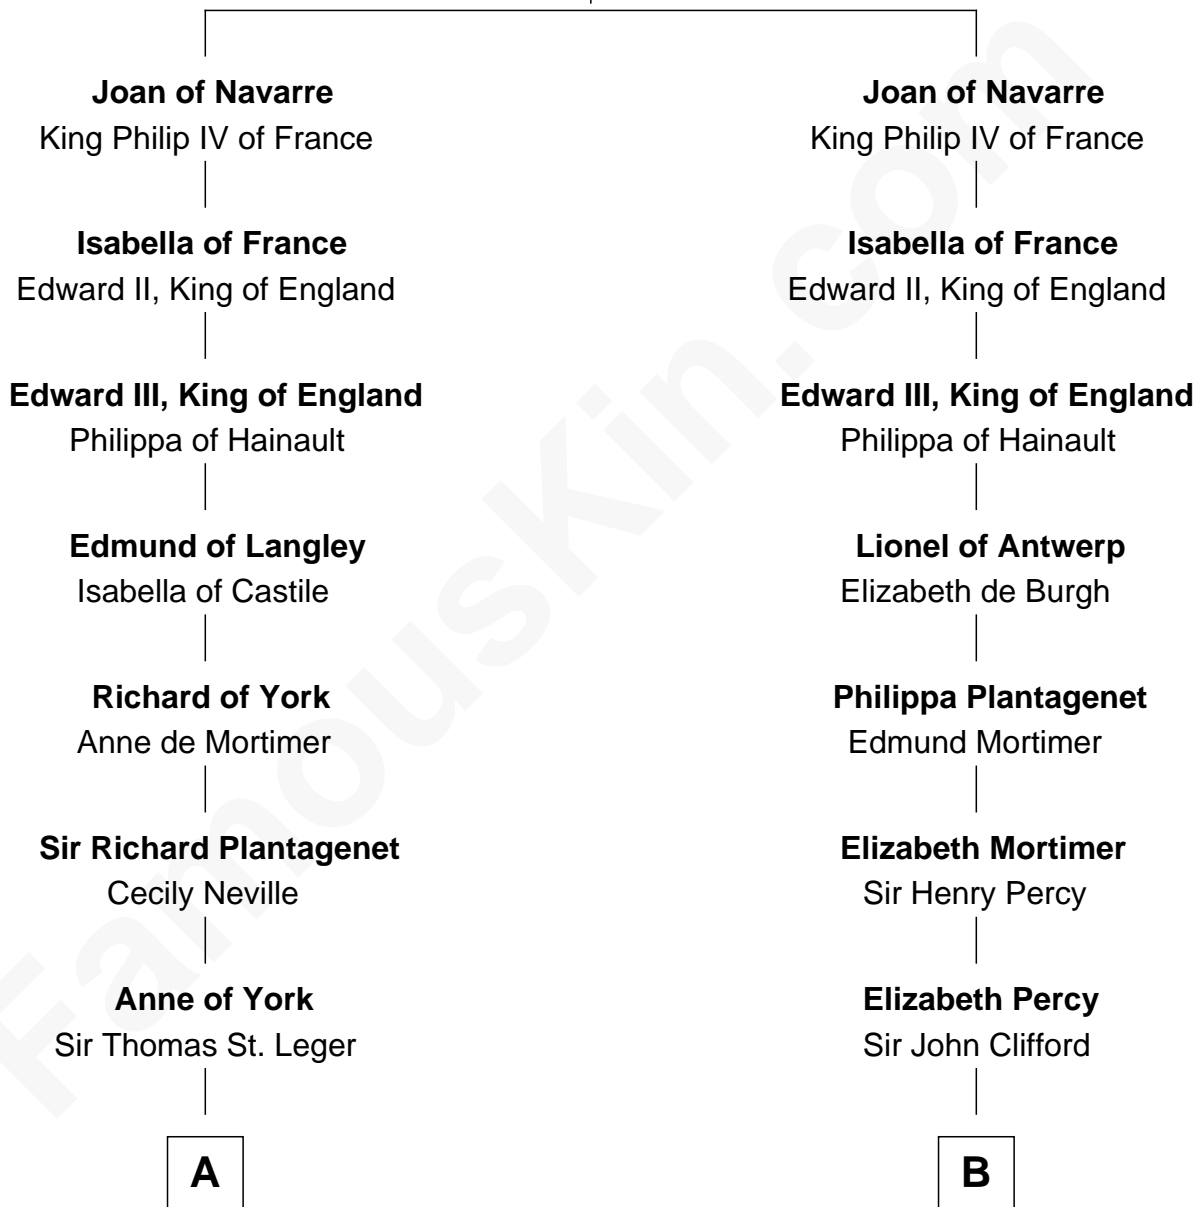 Joan of Navarre
King Philip IV of France
Isabella of France
Edward II, King of England
Edward III, King of England
Philippa of Hainault
Edmund of Langley
Isabella of Castile
Richard of York
Anne de Mortimer
Sir Richard Plantagenet
Cecily Neville
Anne of York
Sir Thomas St. Leger
A
Joan of Navarre
King Philip IV of France
Isabella of France
Edward II, King of England
Edward III, King of England
Philippa of Hainault
Lionel of Antwerp
Elizabeth de Burgh
Philippa Plantagenet
Edmund Mortimer
Elizabeth Mortimer
Sir Henry Percy
Elizabeth Percy
Sir John Clifford
B
FamousKin.com